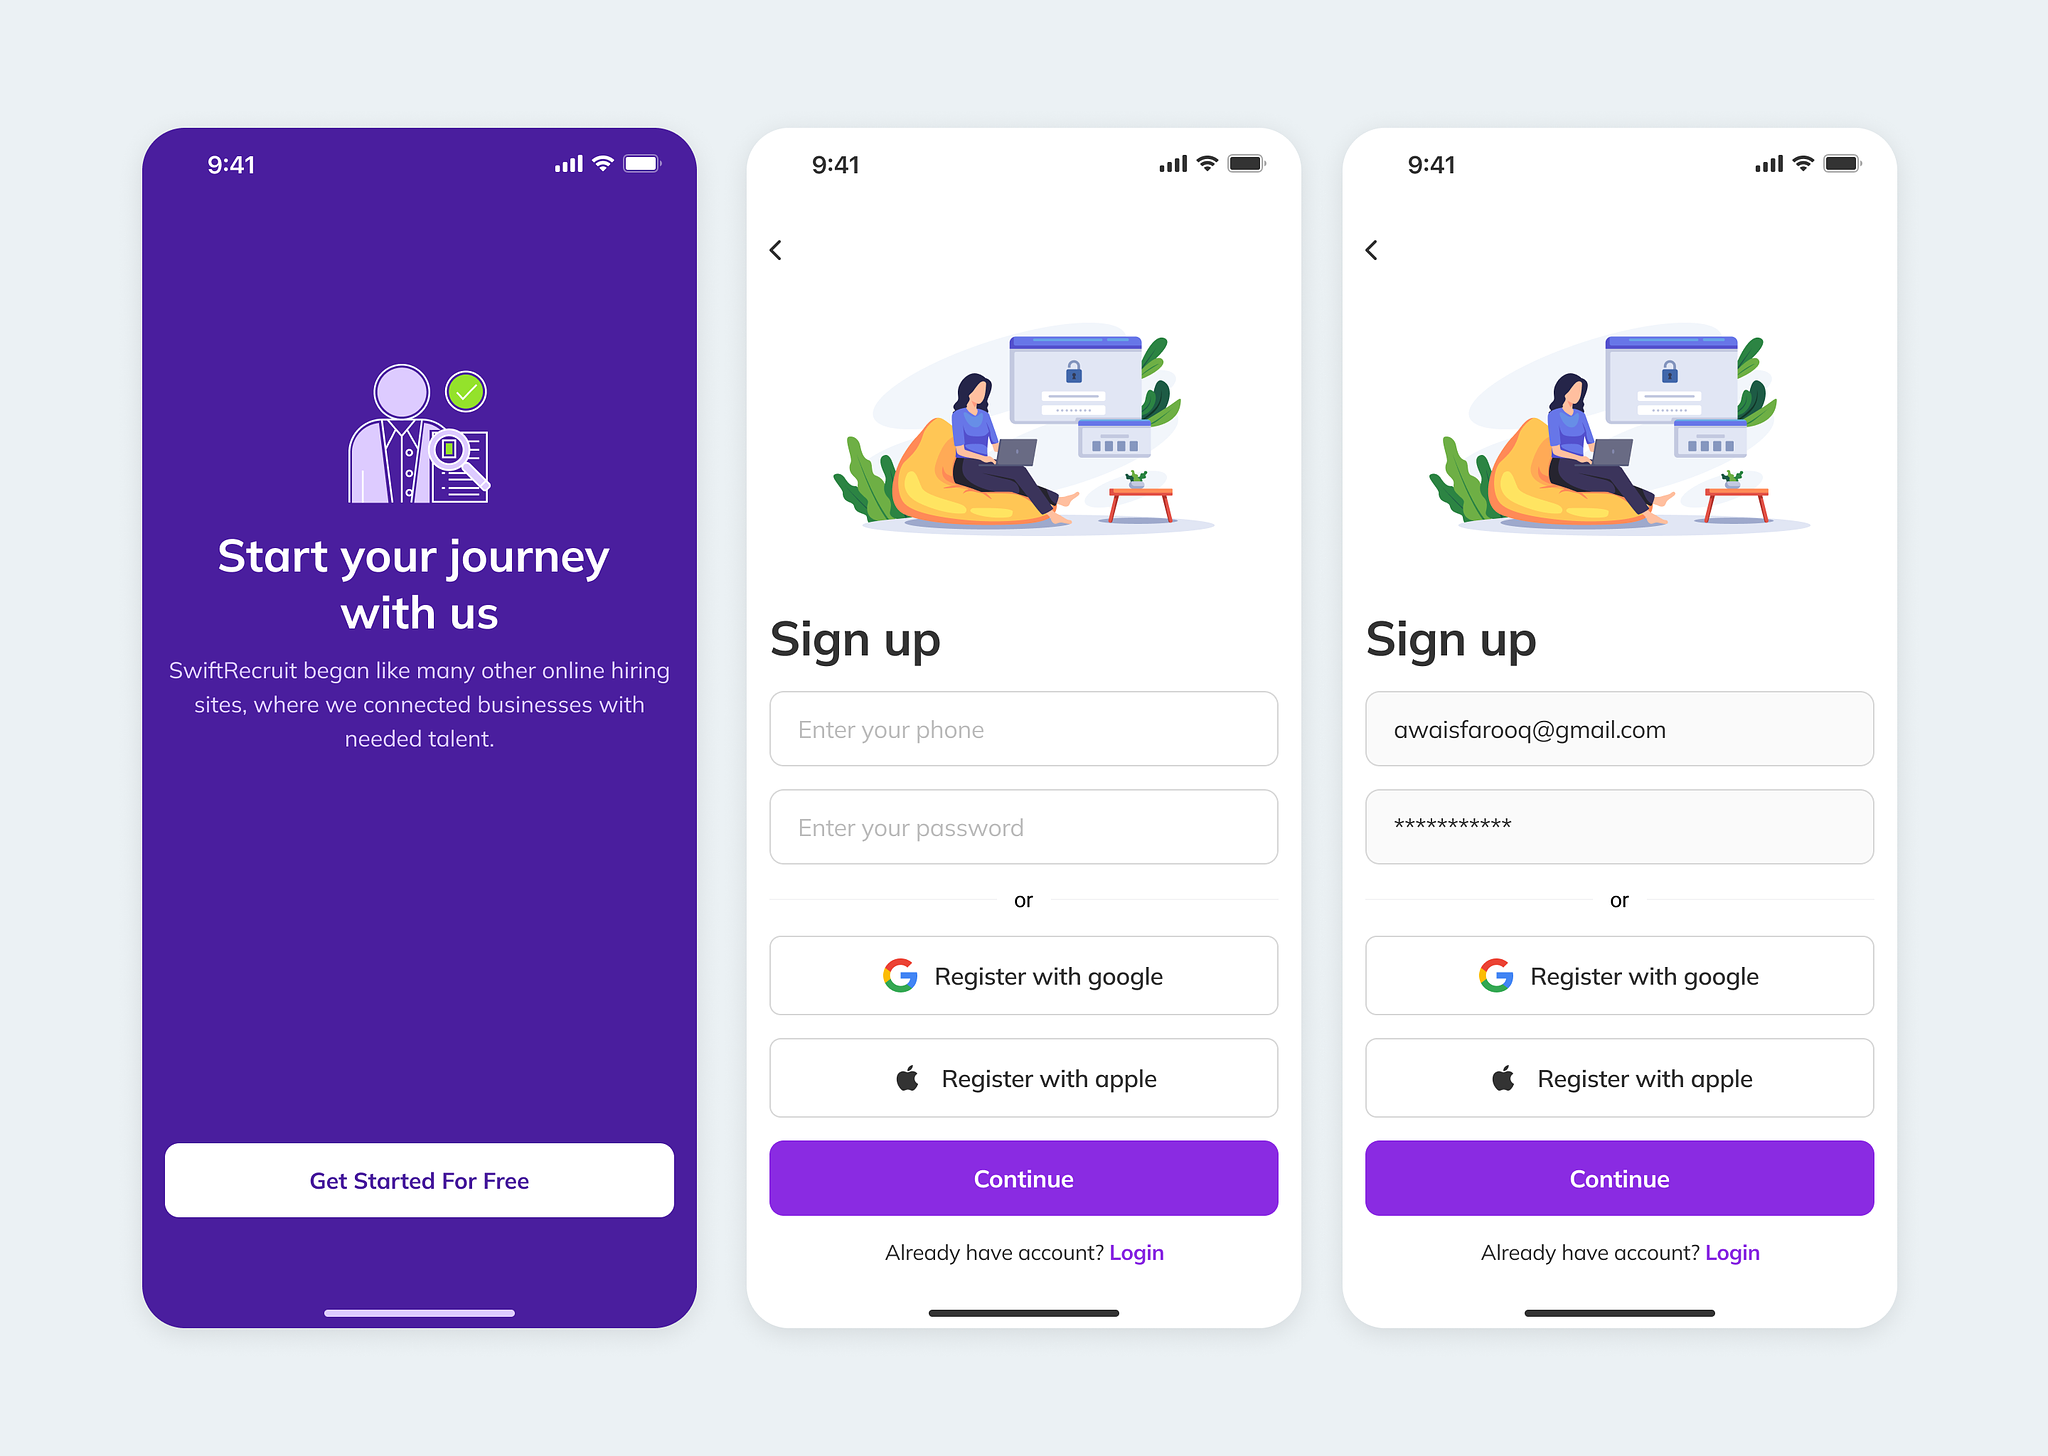 9:41
Start your journey
with us
SwiftRecruit began like many other online hiring
sites, where we connected businesses with
needed talent.
Get Started For Free
9:41
Sign up
Enter your phone
Enter your password
or
Register with google
Register with apple
Continue
Already have account? Login
9:41
Sign up
awaisfarooq@gmail.com
***********
or
Register with google
Register with apple
Continue
Already have account? Login